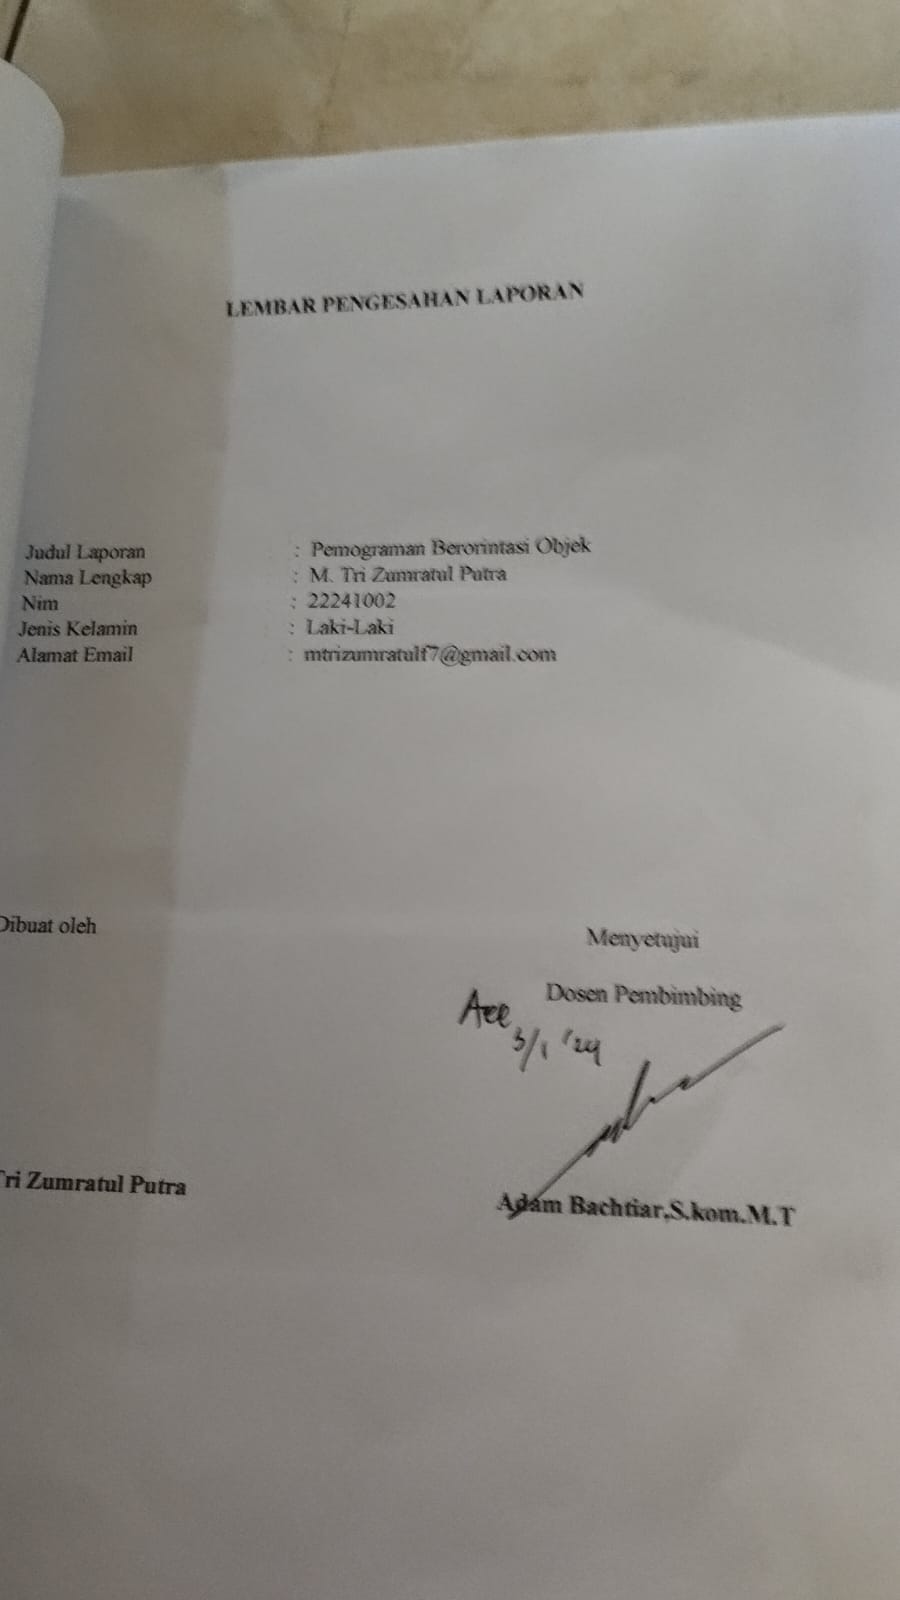 LEMBAR PENGESAHAN LAPORAN
Judul Laporan : Pemograman Berorintasi Objek
Nama Lengkap : M. Tri Zumratul Putra
Nim : 22241002
Jenis Kelamin : Laki-Laki
Alamat Email : mtrizumratulf7@gmail.com
Dibuat oleh
Menyetujui
Dosen Pembimbing
Acc
3/1 '24
Tri Zumratul Putra
Adam Bachtiar,S.kom.M.T